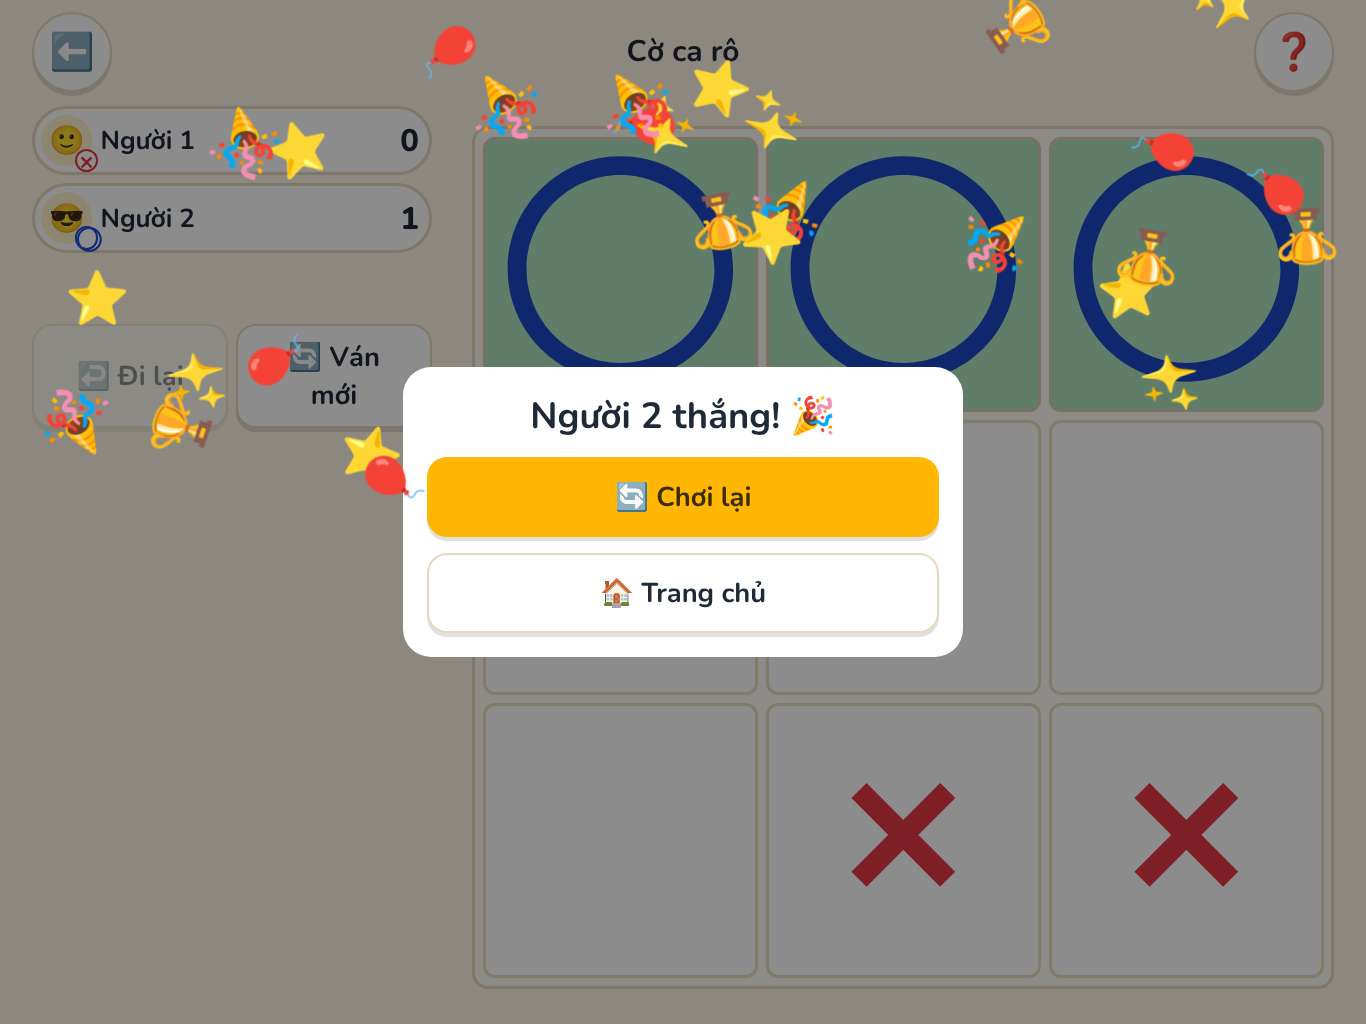 Cờ ca rô
Người 1 0
Người 2 1
Đi lại
Ván
mới
Người 2 thắng!
Chơi lại
Trang chủ